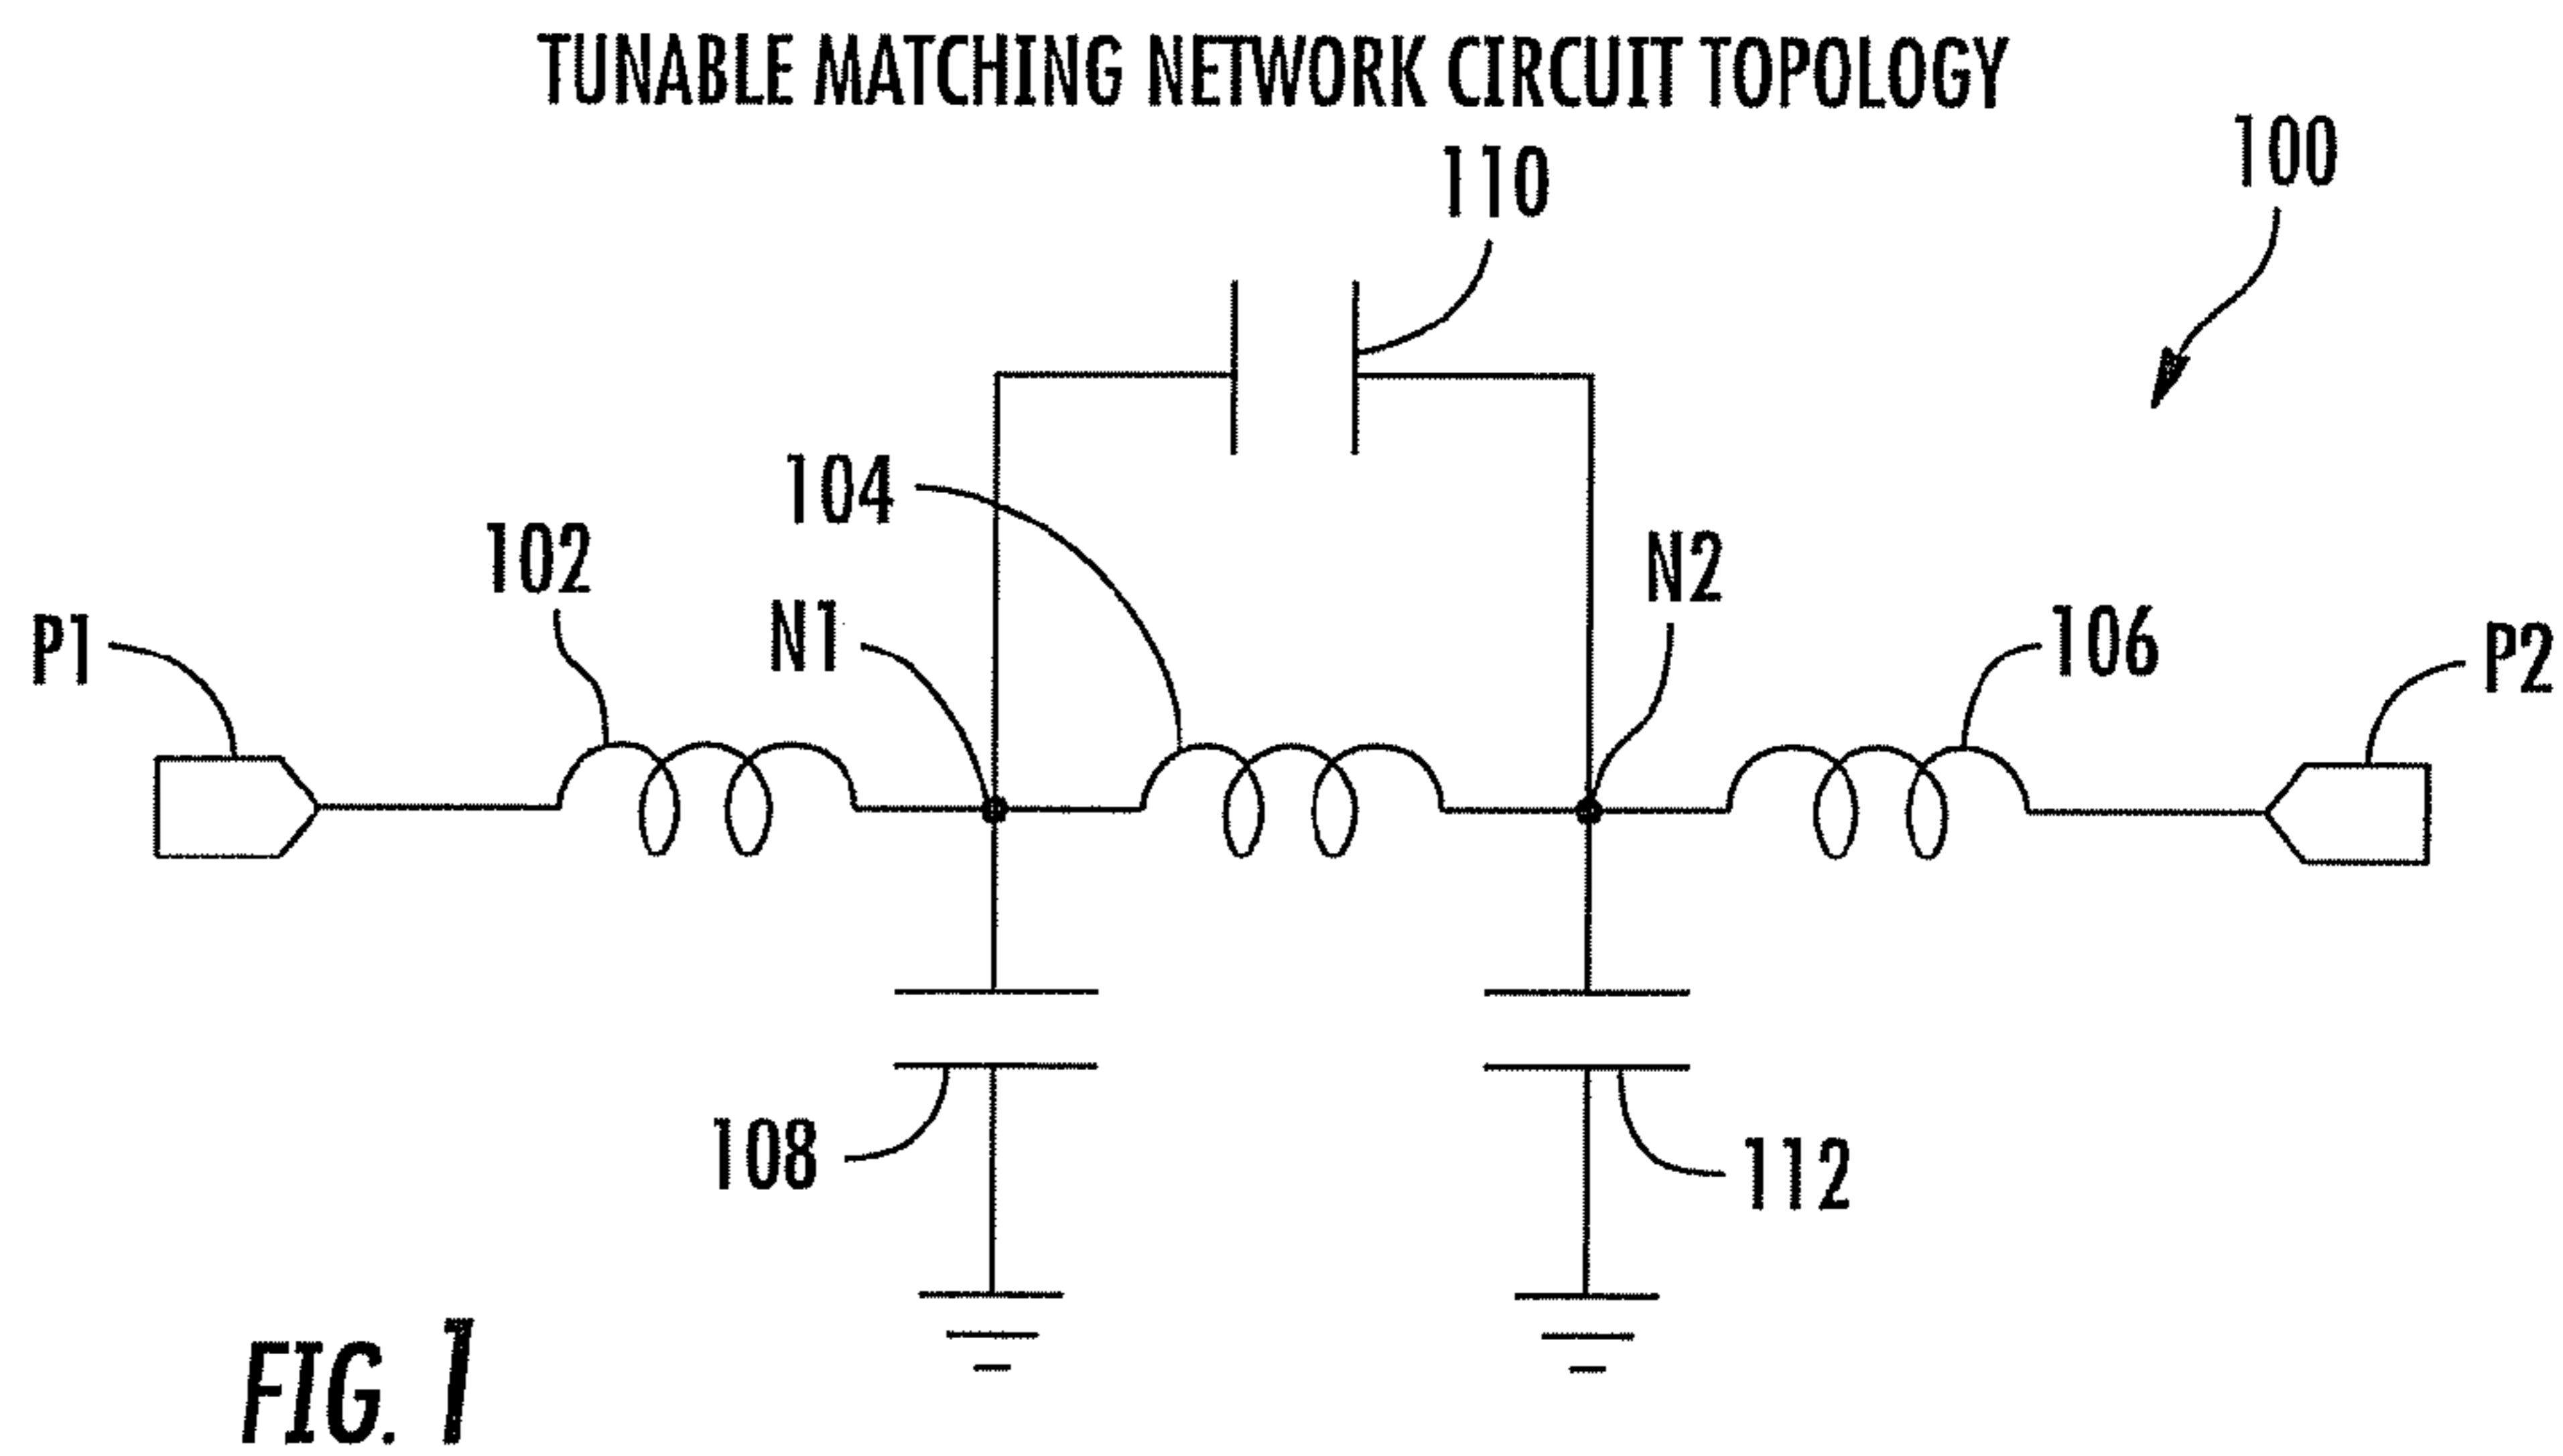 TUNABLE MATCHING NETWORK CIRCUIT TOPOLOGY
100
110
104
102
N1
N2
106
P1
P2
108
112
FIG. 1